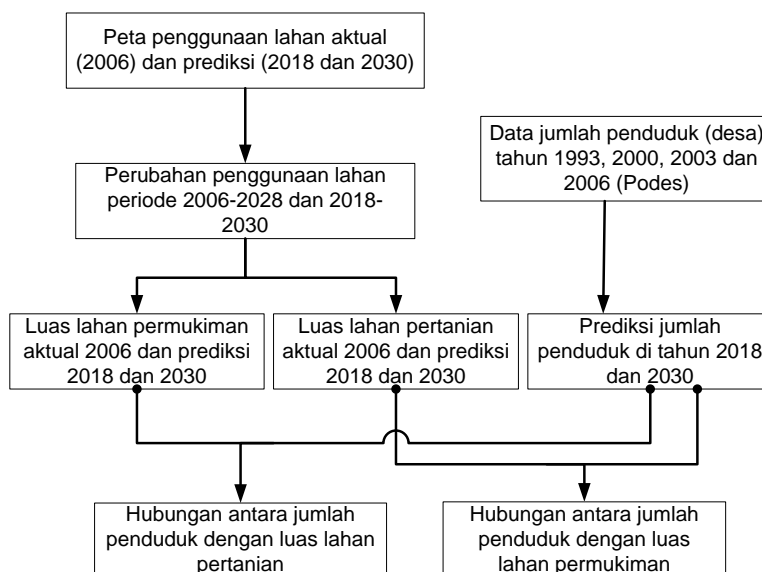 Peta penggunaan lahan aktual
(2006) dan prediksi (2018 dan 2030)
Data jumlah penduduk (desa)
tahun 1993, 2000, 2003 dan
2006 (Podes)
Perubahan penggunaan lahan
periode 2006-2028 dan 2018-
2030
Luas lahan permukiman
aktual 2006 dan prediksi
2018 dan 2030
Luas lahan pertanian
aktual 2006 dan prediksi
2018 dan 2030
Prediksi jumlah
penduduk di tahun 2018
dan 2030
Hubungan antara jumlah
penduduk dengan luas lahan
pertanian
Hubungan antara jumlah
penduduk dengan luas
lahan permukiman